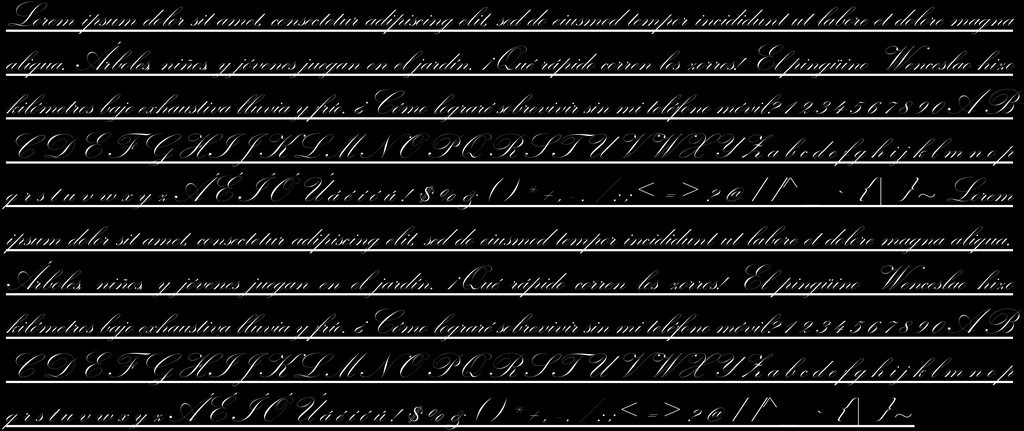 Lorem ipsum dolor sit amet, consectetur adipiscing elit, sed do eiusmod tempor incididunt ut labore et dolore magna
aliqua. Árboles niños y jóvenes juegan en el jardín. ¡Qué rápido corren los zorros! El pingüino Wenceslao hizo
kilómetros bajo exhaustiva lluvia y frío. ¿Cómo lograré sobrevivir sin mi teléfono móvil? 1 2 3 4 5 6 7 8 9 0 A B
C D E F G H I J K L M N O P Q R S T U V W X Y Z a b c d e f g h i j k l m n o p
q r s t u v w x y z Á É Í Ó Ú á é í ó ú ! $ % & ( ) * + , - . / : ; < = > ? @ [ ] ^ _ ` { | } ~ Lorem
ipsum dolor sit amet, consectetur adipiscing elit, sed do eiusmod tempor incididunt ut labore et dolore magna aliqua.
Árboles niños y jóvenes juegan en el jardín. ¡Qué rápido corren los zorros! El pingüino Wenceslao hizo
kilómetros bajo exhaustiva lluvia y frío. ¿Cómo lograré sobrevivir sin mi teléfono móvil? 1 2 3 4 5 6 7 8 9 0 A B
C D E F G H I J K L M N O P Q R S T U V W X Y Z a b c d e f g h i j k l m n o p
q r s t u v w x y z Á É Í Ó Ú á é í ó ú ! $ % & ( ) * + , - . / : ; < = > ? @ [ ] ^ _ ` { | } ~